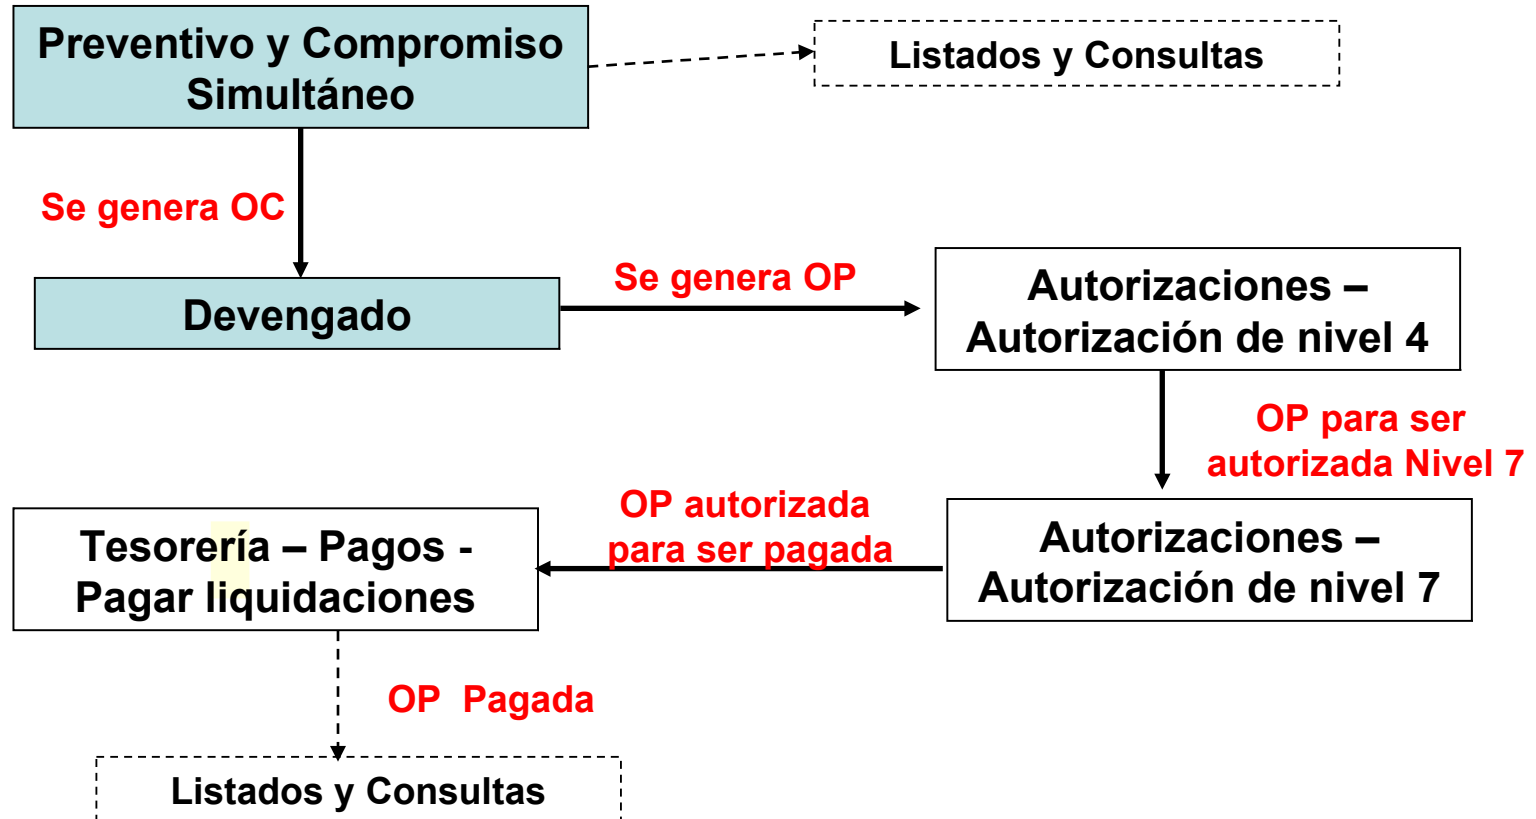 Preventivo y Compromiso
Simultáneo
Listados y Consultas
Se genera OC
Devengado
Se genera OP
Autorizaciones –
Autorización de nivel 4
OP para ser
autorizada Nivel 7
Autorizaciones –
Autorización de nivel 7
OP autorizada
para ser pagada
Tesorería – Pagos -
Pagar liquidaciones
OP  Pagada
Listados y Consultas